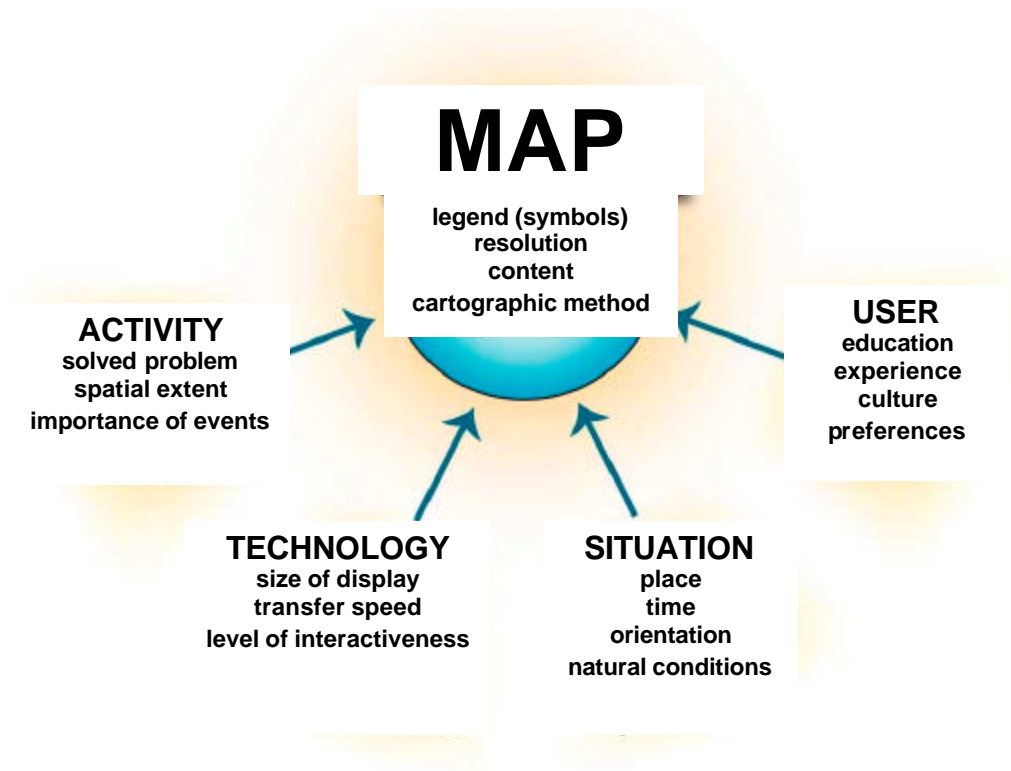 MAP
legend (symbols)
resolution
content
cartographic method
ACTIVITY
solved problem
spatial extent
importance of events
USER
education
experience
culture
preferences
TECHNOLOGY
size of display
transfer speed
level of interactiveness
SITUATION
place
time
orientation
natural conditions